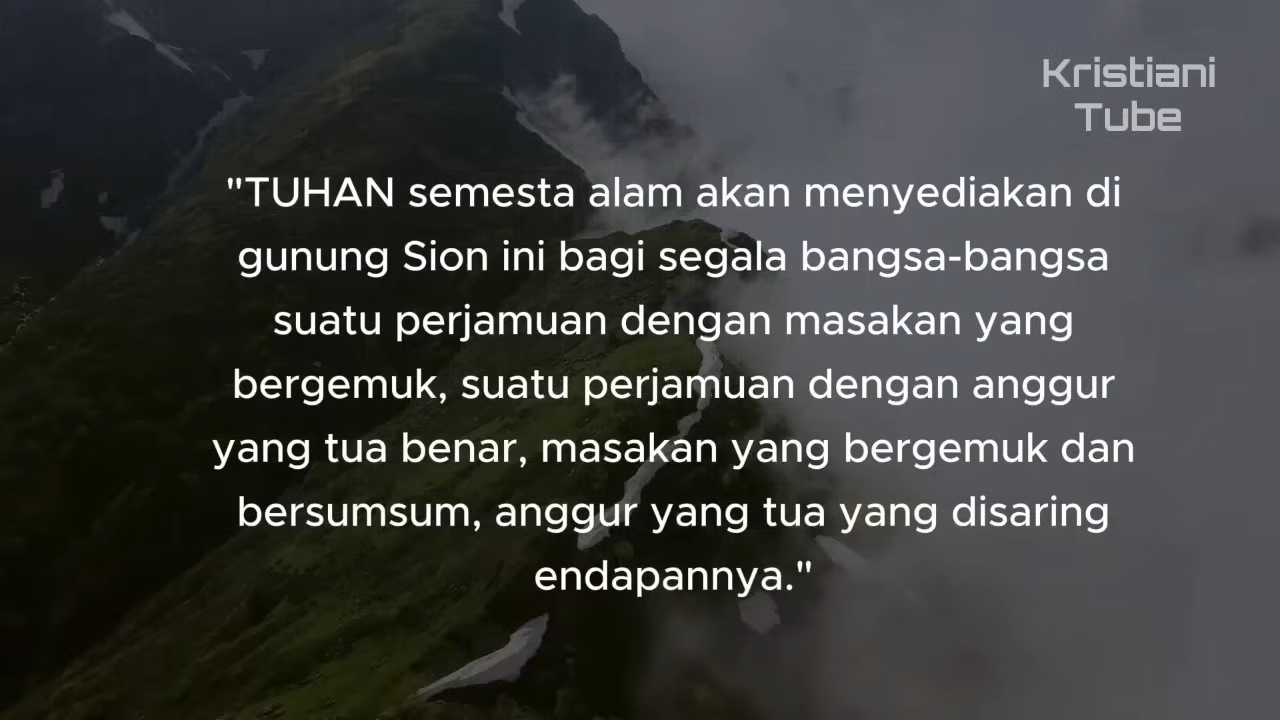 Kristiani
Tube
"TUHAN semesta alam akan menyediakan di
gunung Sion ini bagi segala bangsa-bangsa
suatu perjamuan dengan masakan yang
bergemuk, suatu perjamuan dengan anggur
yang tua benar, masakan yang bergemuk dan
bersumsum, anggur yang tua yang disaring
endapannya."